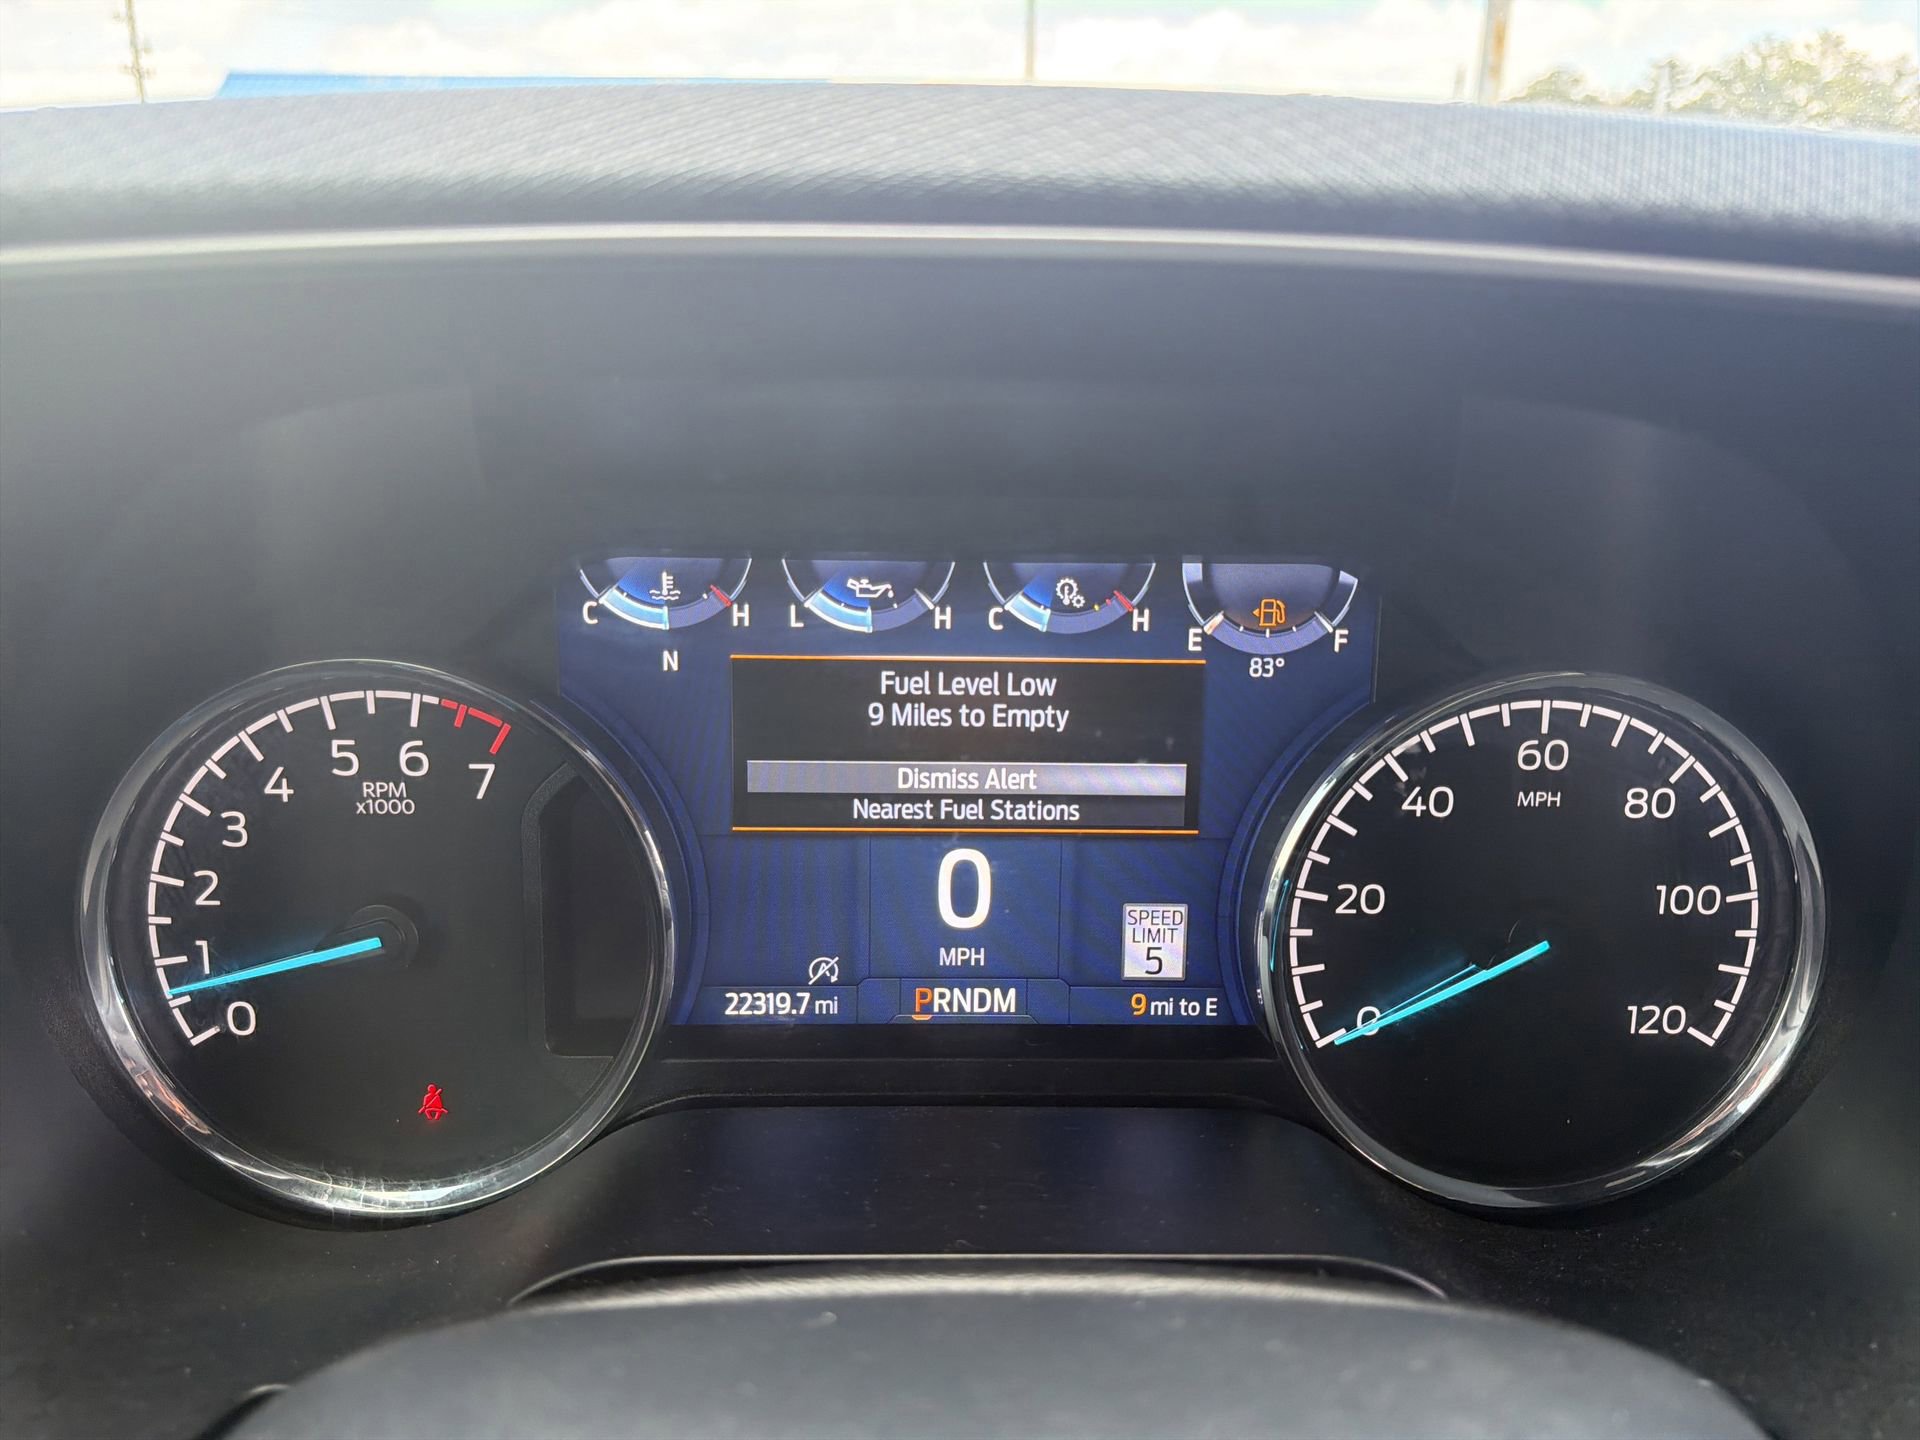 C H L H C H E F
N
83°
Fuel Level Low
9 Miles to Empty
Dismiss Alert
Nearest Fuel Stations
0 1 2 3 4 5 6 7
RPM
x1000
0
MPH
SPEED
LIMIT
5
22319.7 mi
PRNDM
9 mi to E
0 20 40 60 80 100 120
MPH